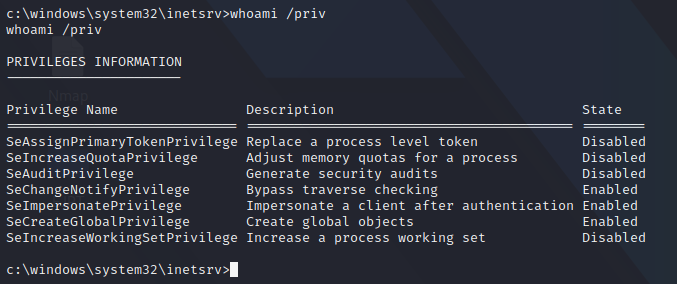 c:\windows\system32\inetsrv>whoami /priv
whoami /priv
PRIVILEGES INFORMATION
----------------------
Nmap
Privilege Name Description State
============================= ========================================= ========
SeAssignPrimaryTokenPrivilege Replace a process level token Disabled
SeIncreaseQuotaPrivilege Adjust memory quotas for a process Disabled
SeAuditPrivilege Generate security audits Disabled
SeChangeNotifyPrivilege Bypass traverse checking Enabled
SeImpersonatePrivilege Impersonate a client after authentication Enabled
SeCreateGlobalPrivilege Create global objects Enabled
SeIncreaseWorkingSetPrivilege Increase a process working set Disabled
c:\windows\system32\inetsrv>